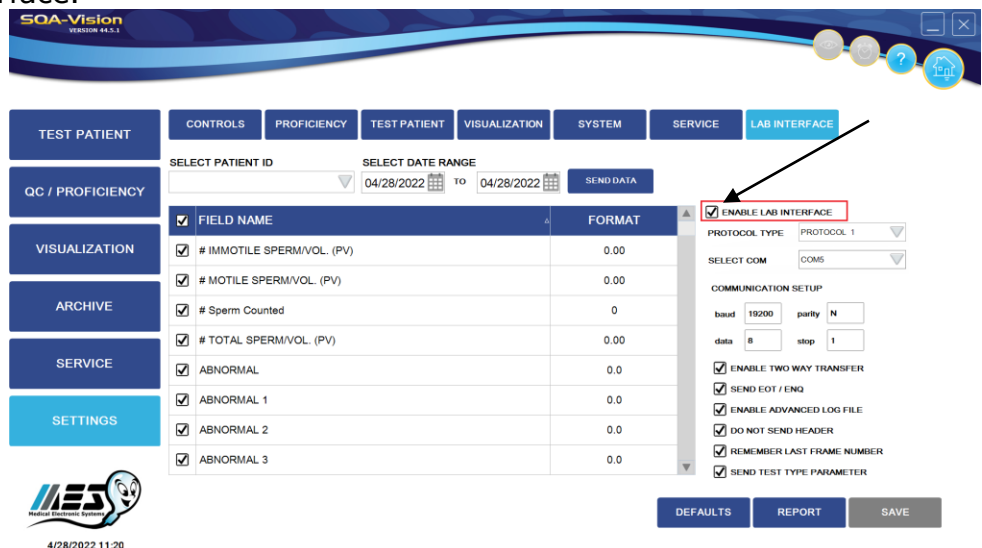 SQA-Vision
VERSION 44.5.1
?
TEST PATIENT
QC / PROFICIENCY
VISUALIZATION
ARCHIVE
SERVICE
SETTINGS
MES
Medical Electronic Systems
4/28/2022 11:20
CONTROLS PROFICIENCY TEST PATIENT VISUALIZATION SYSTEM SERVICE LAB INTERFACE
SELECT PATIENT ID SELECT DATE RANGE
04/28/2022 TO 04/28/2022 SEND DATA
FIELD NAME FORMAT
# IMMOTILE SPERM/VOL. (PV) 0.00
# MOTILE SPERM/VOL. (PV) 0.00
# Sperm Counted 0
# TOTAL SPERM/VOL. (PV) 0.00
ABNORMAL 0.0
ABNORMAL 1 0.0
ABNORMAL 2 0.0
ABNORMAL 3 0.0
ENABLE LAB INTERFACE
PROTOCOL TYPE PROTOCOL 1
SELECT COM COM5
COMMUNICATION SETUP
baud 19200 parity N
data 8 stop 1
ENABLE TWO WAY TRANSFER
SEND EOT / ENQ
ENABLE ADVANCED LOG FILE
DO NOT SEND HEADER
REMEMBER LAST FRAME NUMBER
SEND TEST TYPE PARAMETER
DEFAULTS REPORT SAVE